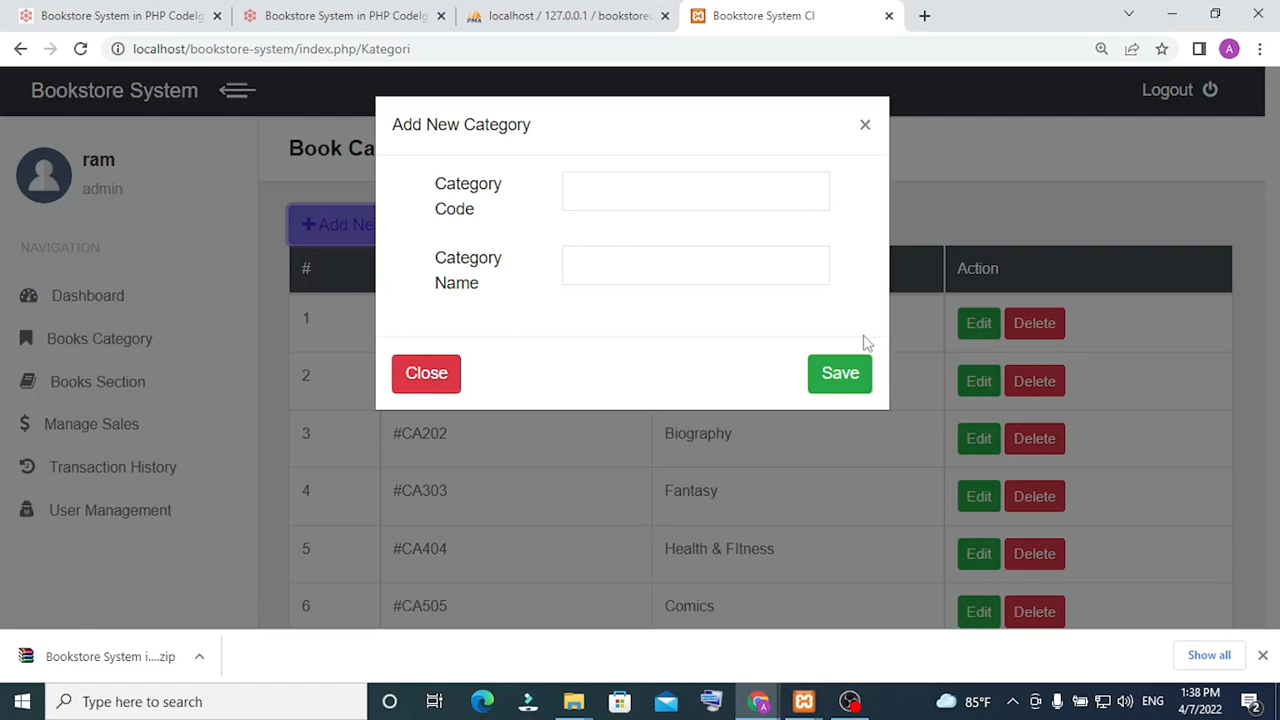 Bookstore System in PHP CodeIg
Bookstore System in PHP CodeIg
localhost / 127.0.0.1 / bookstored
Bookstore System CI
localhost/bookstore-system/index.php/Kategori
A
Bookstore System
Logout
ram
admin
NAVIGATION
Dashboard
Books Category
Books Section
Manage Sales
Transaction History
User Management
Book Ca
Add Ne
Add New Category
×
Category
Code
Category
Name
Close
Save
# Action
1 Edit Delete
2 Edit Delete
3 #CA202 Biography Edit Delete
4 #CA303 Fantasy Edit Delete
5 #CA404 Health & FItness Edit Delete
6 #CA505 Comics Edit Delete
Bookstore System i....zip
Show all
Type here to search
85°F
ENG
1:38 PM
4/7/2022
2